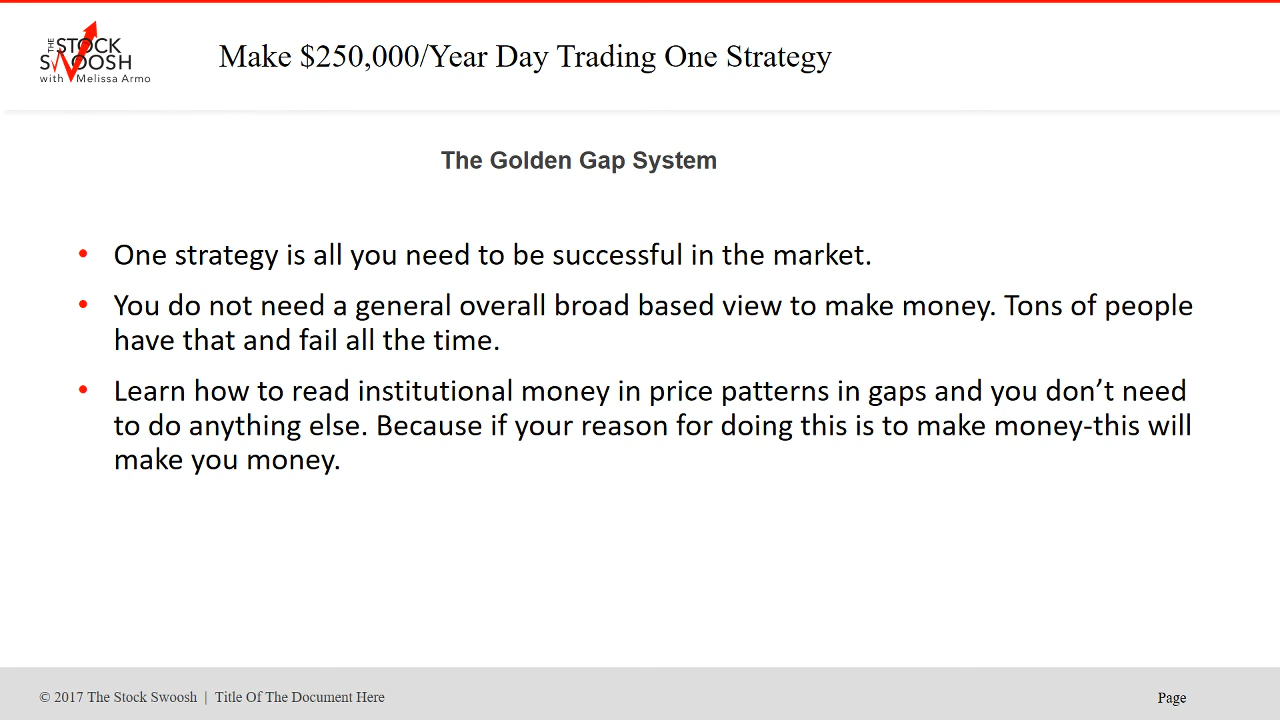 THE
STOCK
SWOOSH
with Melissa Armo
Make $250,000/Year Day Trading One Strategy
The Golden Gap System
• One strategy is all you need to be successful in the market.
• You do not need a general overall broad based view to make money. Tons of people
have that and fail all the time.
• Learn how to read institutional money in price patterns in gaps and you don’t need
to do anything else. Because if your reason for doing this is to make money-this will
make you money.
© 2017 The Stock Swoosh | Title Of The Document Here
Page